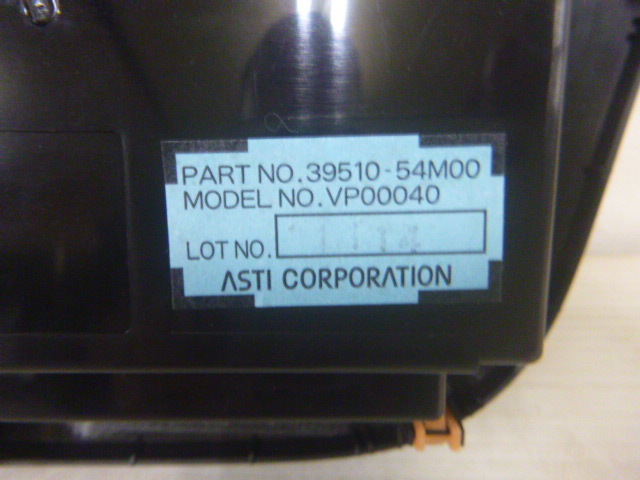 PART NO.39510-54M00
MODEL NO.VP00040
LOT NO.
ASTI CORPORATION